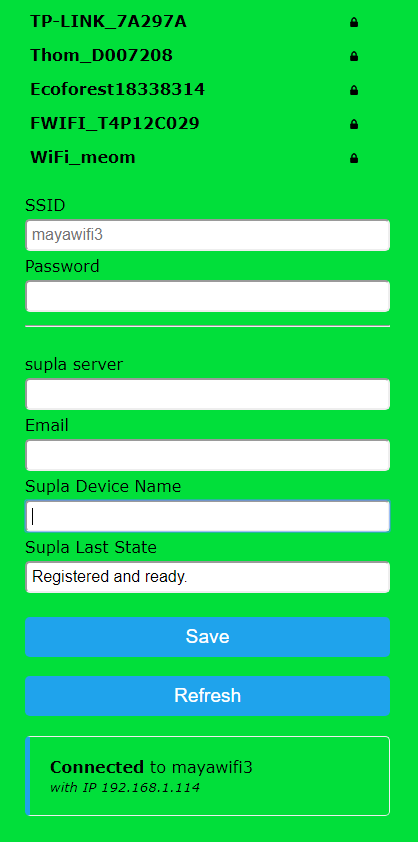 TP-LINK_7A297A
Thom_D007208
Ecoforest18338314
FWIFI_T4P12C029
WiFi_meom
SSID
mayawifi3
Password
supla server
Email
Supla Device Name
Supla Last State
Registered and ready.
Save
Refresh
Connected to mayawifi3
with IP 192.168.1.114